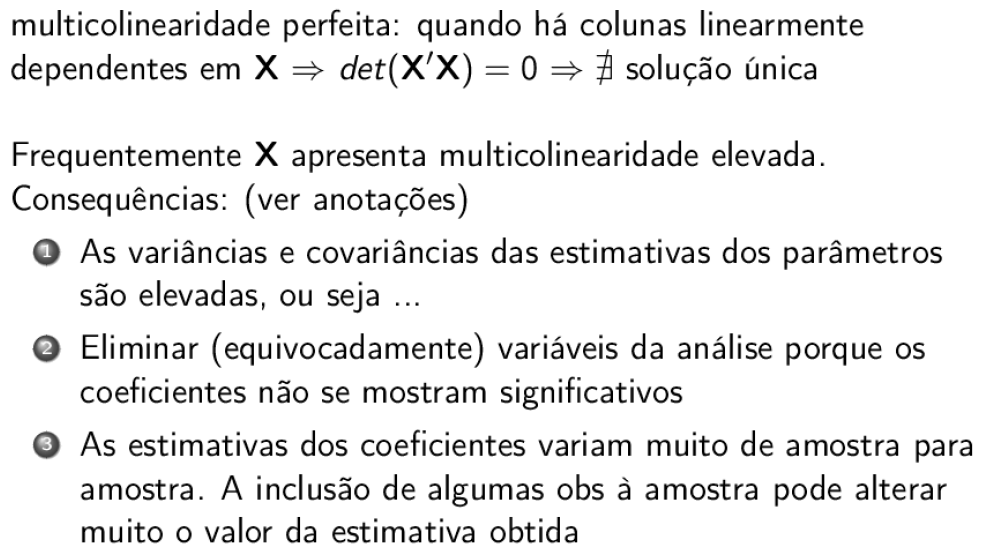 multicolinearidade perfeita: quando há colunas linearmente
dependentes em X ⇒ det(X′X) = 0 ⇒ ∄ solução única
Frequentemente X apresenta multicolinearidade elevada.
Consequências: (ver anotações)
1 As variâncias e covariâncias das estimativas dos parâmetros
são elevadas, ou seja ...
2 Eliminar (equivocadamente) variáveis da análise porque os
coeficientes não se mostram significativos
3 As estimativas dos coeficientes variam muito de amostra para
amostra. A inclusão de algumas obs à amostra pode alterar
muito o valor da estimativa obtida